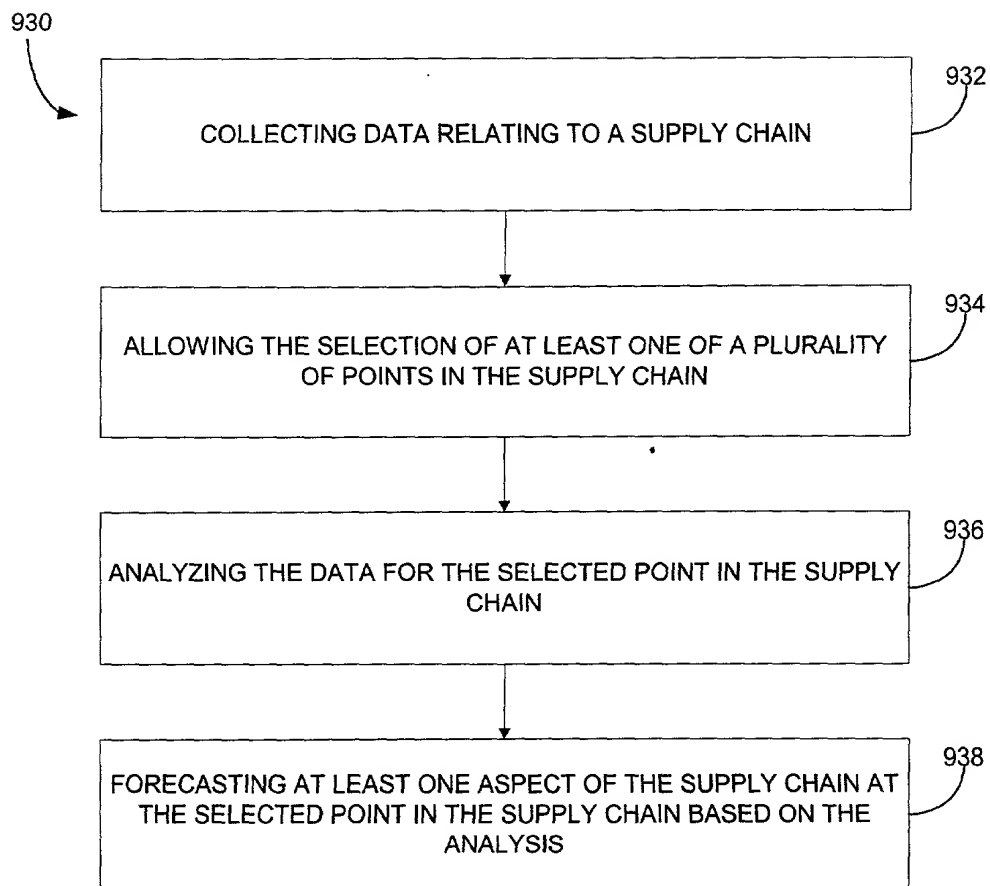 930
932
COLLECTING DATA RELATING TO A SUPPLY CHAIN
934
ALLOWING THE SELECTION OF AT LEAST ONE OF A PLURALITY
OF POINTS IN THE SUPPLY CHAIN
936
ANALYZING THE DATA FOR THE SELECTED POINT IN THE SUPPLY
CHAIN
938
FORECASTING AT LEAST ONE ASPECT OF THE SUPPLY CHAIN AT
THE SELECTED POINT IN THE SUPPLY CHAIN BASED ON THE
ANALYSIS